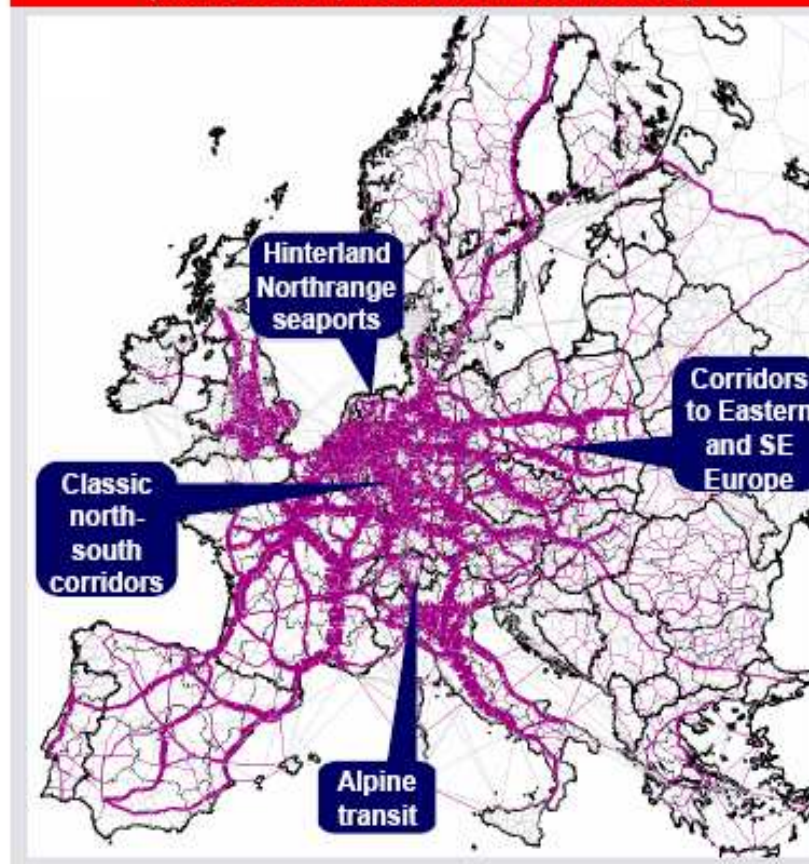 Hinterland
Northrange
seaports
Corridors
to Eastern
and SE
Europe
Classic
north-
south
corridors
Alpine
transit